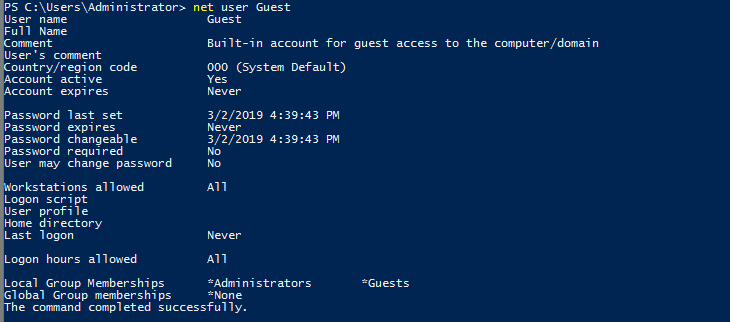 PS C:\Users\Administrator> net user Guest
User name                    Guest
Full Name
Comment                      Built-in account for guest access to the computer/domain
User's comment
Country/region code          000 (System Default)
Account active               Yes
Account expires              Never
Password last set            3/2/2019 4:39:43 PM
Password expires             Never
Password changeable          3/2/2019 4:39:43 PM
Password required            No
User may change password     No
Workstations allowed         All
Logon script
User profile
Home directory
Last logon                   Never
Logon hours allowed          All
Local Group Memberships      *Administrators       *Guests
Global Group memberships     *None
The command completed successfully.